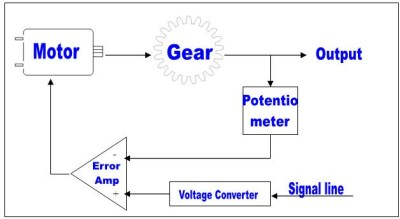 Motor
Gear
Output
Potentio
meter
-
Error
Amp
+
Voltage Converter
Signal line